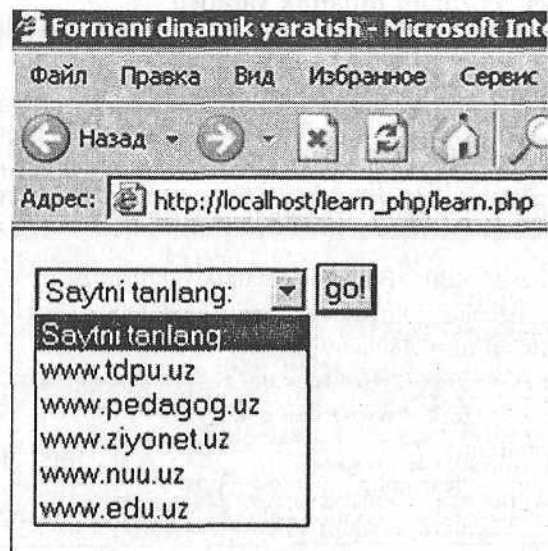 Formani dinamik yaratish - Microsoft Inte
Файл Правка Вид Избранное Сервис
Назад
Адрес: http://localhost/learn_php/learn.php
Saytni tanlang: go!
Saytni tanlang:
www.tdpu.uz
www.pedagog.uz
www.ziyonet.uz
www.nuu.uz
www.edu.uz